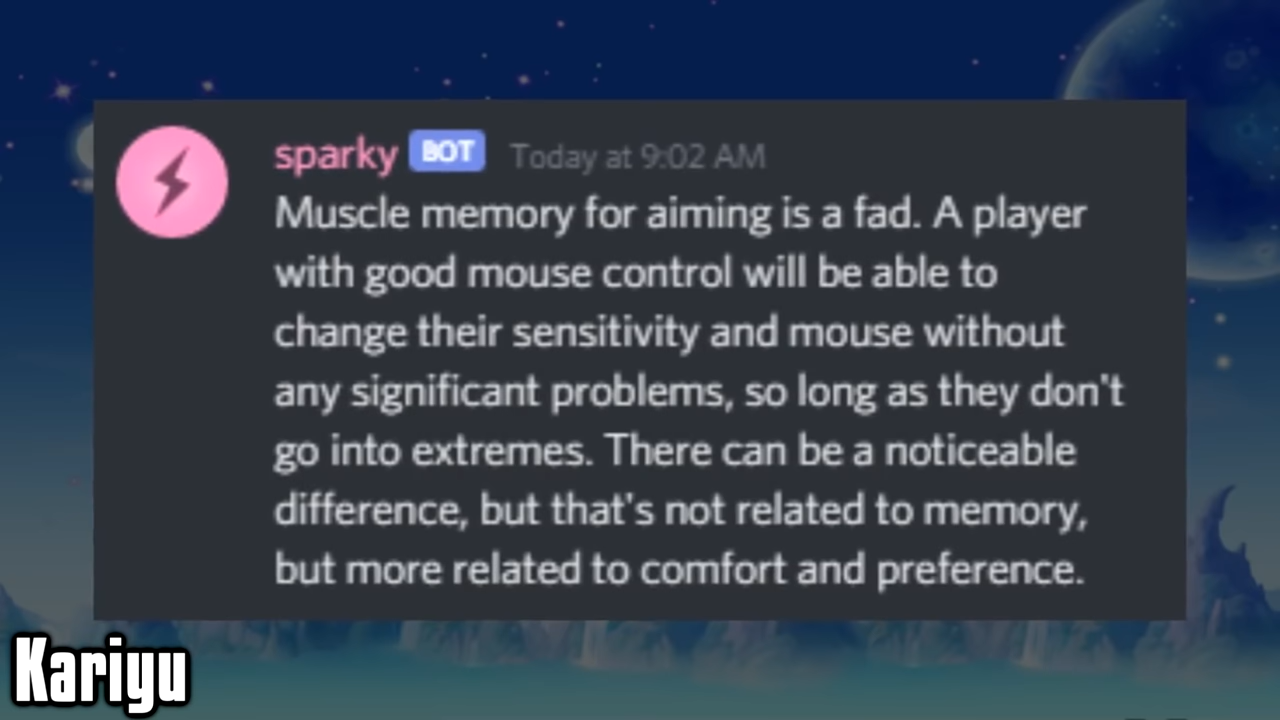 sparky BOT Today at 9:02 AM
Muscle memory for aiming is a fad. A player
with good mouse control will be able to
change their sensitivity and mouse without
any significant problems, so long as they don't
go into extremes. There can be a noticeable
difference, but that's not related to memory,
but more related to comfort and preference.
Kariyu